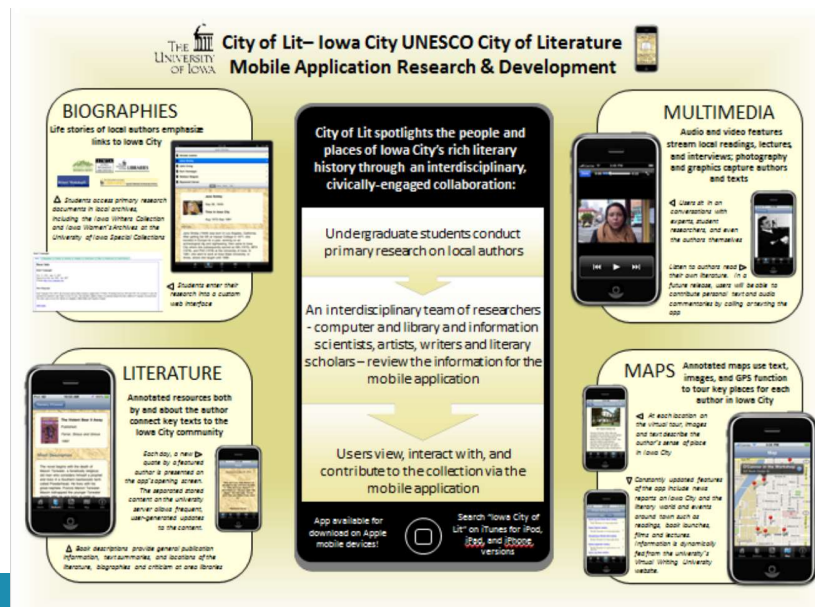 THE UNIVERSITY OF IOWA
City of Lit– Iowa City UNESCO City of Literature
Mobile Application Research & Development
BIOGRAPHIES
Life stories of local authors emphasize
links to Iowa City
Students access primary research
documents in local archives,
including the Iowa Writers Collection
and Iowa Women's Archives at the
University of Iowa Special Collections
Students enter their
research into a custom
web interface
LITERATURE
Annotated resources both
by and about the author
connect key texts to the
Iowa City community
Each day, a new
quote by a featured
author is presented on
the app's opening screen.
The separated stored
content on the university
server allows frequent,
user-generated updates
to the content.
Book descriptions provide general publication
information, text summaries, and locations of the
literature, biographies and criticism at area libraries
City of Lit spotlights the people and
places of Iowa City's rich literary
history through an interdisciplinary,
civically-engaged collaboration:
Undergraduate students conduct
primary research on local authors
An interdisciplinary team of researchers
- computer and library and information
scientists, artists, writers and literary
scholars – review the information for the
mobile application
Users view, interact with, and
contribute to the collection via the
mobile application
App available for
download on Apple
mobile devices!
Search "Iowa City of
Lit" on iTunes for iPod,
iPad, and iPhone
versions
MULTIMEDIA
Audio and video features
stream local readings, lectures,
and interviews; photography
and graphics capture authors
and texts
Users sit in on
conversations with
experts, student
researchers, and even
the authors themselves
Listen to authors read
their own literature. In a
future release, users will be able to
contribute personal text and audio
commentaries by calling or texting the
app
MAPS
Annotated maps use text,
images, and GPS function
to tour key places for each
author in Iowa City
At each location on
the virtual tour, images
and text describe the
author's sense of place
in Iowa City
Constantly updated features
of the app include news
reports on Iowa City and the
literary world and events
around town such as
readings, book launches,
films and lectures.
Information is dynamically
fed from the university's
Virtual Writing University
website.